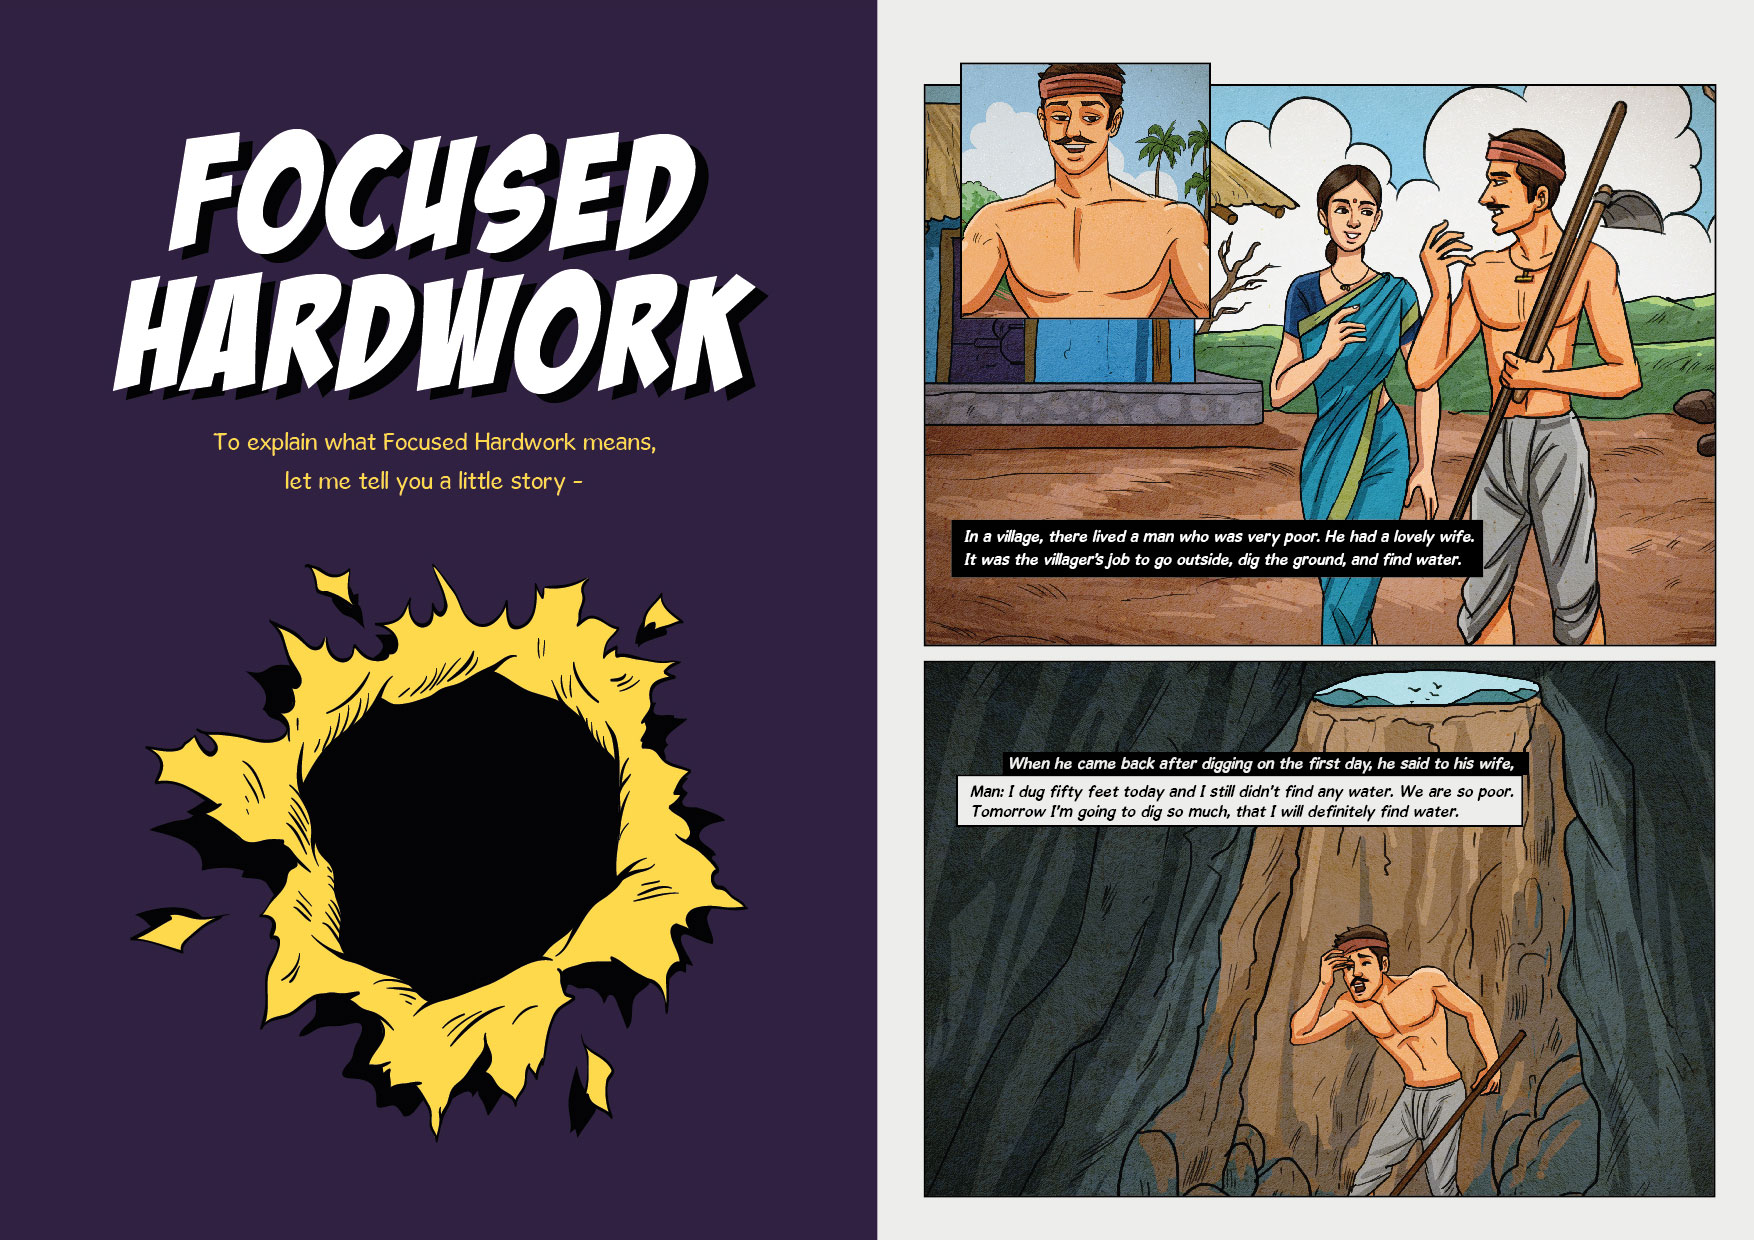 FOCUSED
HARDWORK
To explain what Focused Hardwork means,
let me tell you a little story -
In a village, there lived a man who was very poor. He had a lovely wife.
It was the villager's job to go outside, dig the ground, and find water.
When he came back after digging on the first day, he said to his wife,
Man: I dug fifty feet today and I still didn't find any water. We are so poor.
Tomorrow I'm going to dig so much, that I will definitely find water.